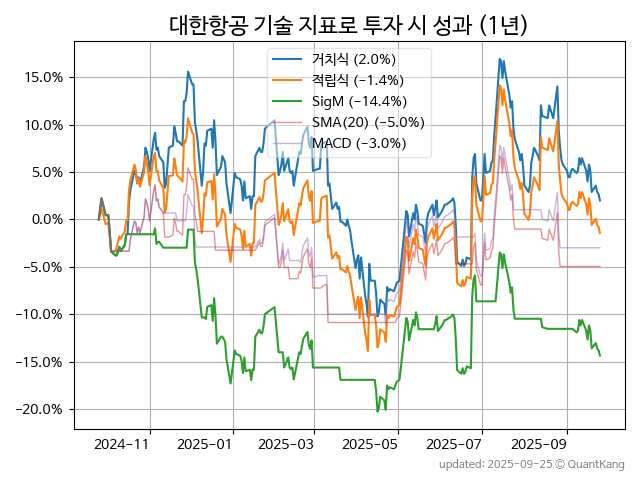 대한항공 기술 지표로 투자 시 성과 (1년)
거치식 (2.0%)
적립식 (−1.4%)
SigM (−14.4%)
SMA(20) (−5.0%)
MACD (−3.0%)
15.0%
10.0%
5.0%
0.0%
−5.0%
−10.0%
−15.0%
−20.0%
2024-11 2025-01 2025-03 2025-05 2025-07 2025-09
updated: 2025-09-25 © QuantKang